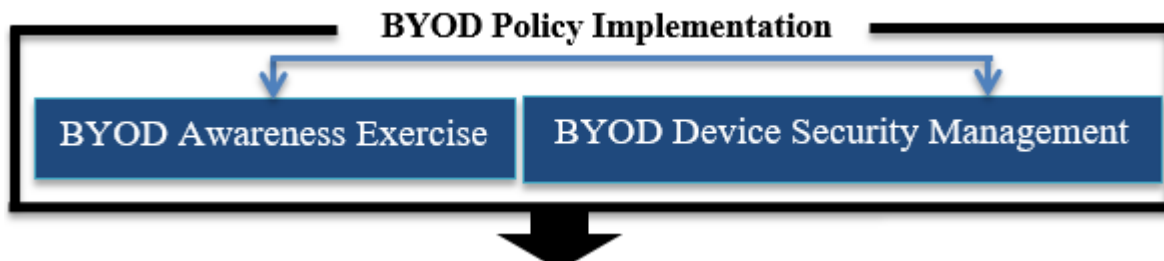 BYOD Policy Implementation
BYOD Awareness Exercise
BYOD Device Security Management